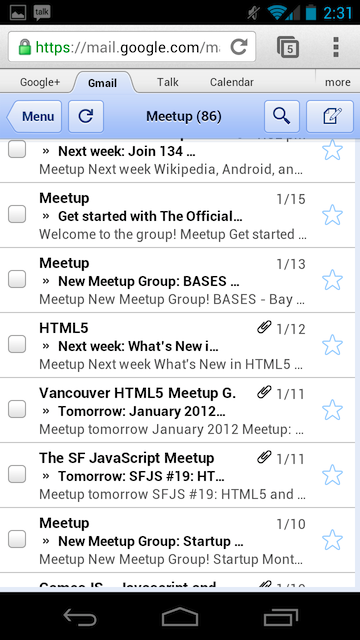 talk
2:31
https://mail.google.com/m
5
Google+ Gmail Talk Calendar more
Menu Meetup (86)
» Next week: Join 134 ...
Meetup Next week Wikipedia, Android, an...
Meetup 1/15
» Get started with The Official...
Welcome to the group! Meetup Get started ...
Meetup 1/13
» New Meetup Group: BASES ...
Meetup New Meetup Group! BASES - Bay ...
HTML5 1/12
» Next week: What's New i...
Meetup Next week What's New in HTML5 ...
Vancouver HTML5 Meetup G. 1/11
» Tomorrow: January 2012...
Meetup tomorrow January 2012 Meetup: ...
The SF JavaScript Meetup 1/11
» Tomorrow: SFJS #19: HT...
Meetup tomorrow SFJS #19: HTML5 and ...
Meetup 1/10
» New Meetup Group: Startup ...
Meetup New Meetup Group! Startup Mont...